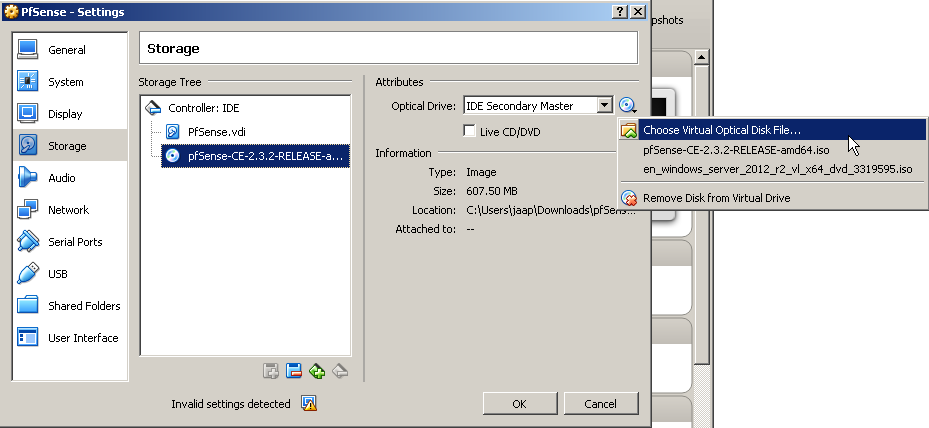 PfSense - Settings
pshots
General
System
Display
Storage
Audio
Network
Serial Ports
USB
Shared Folders
User Interface
Storage
Storage Tree
Controller: IDE
PfSense.vdi
pfSense-CE-2.3.2-RELEASE-a...
Attributes
Optical Drive: IDE Secondary Master
Live CD/DVD
Information
Type: Image
Size: 607.50 MB
Location: C:\Users\jaap\Downloads\pfSens...
Attached to: --
Choose Virtual Optical Disk File...
pfSense-CE-2.3.2-RELEASE-amd64.iso
en_windows_server_2012_r2_vl_x64_dvd_3319595.iso
Remove Disk from Virtual Drive
Invalid settings detected
OK
Cancel